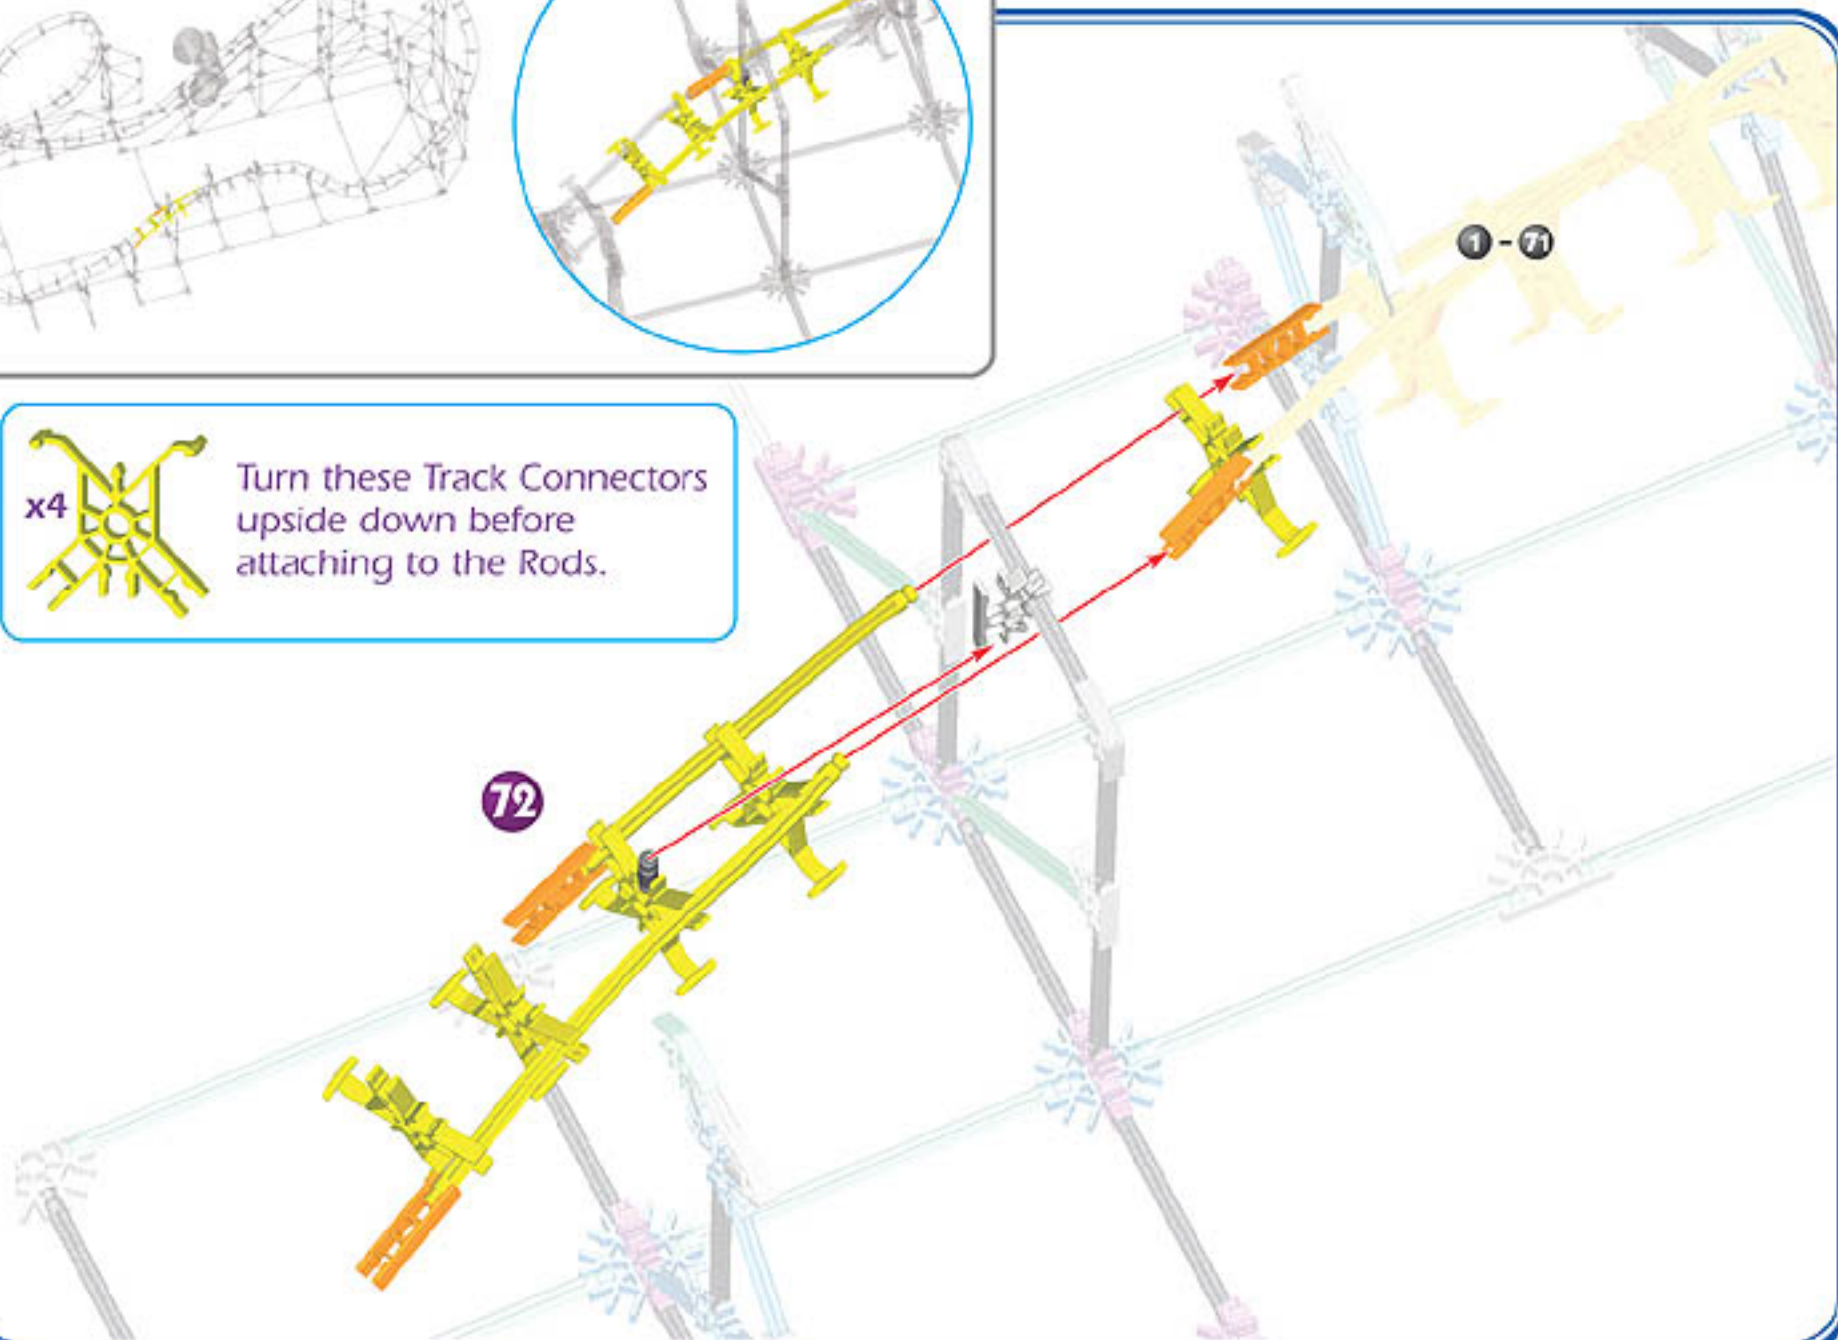 1 - 71
x4
Turn these Track Connectors
upside down before
attaching to the Rods.
72